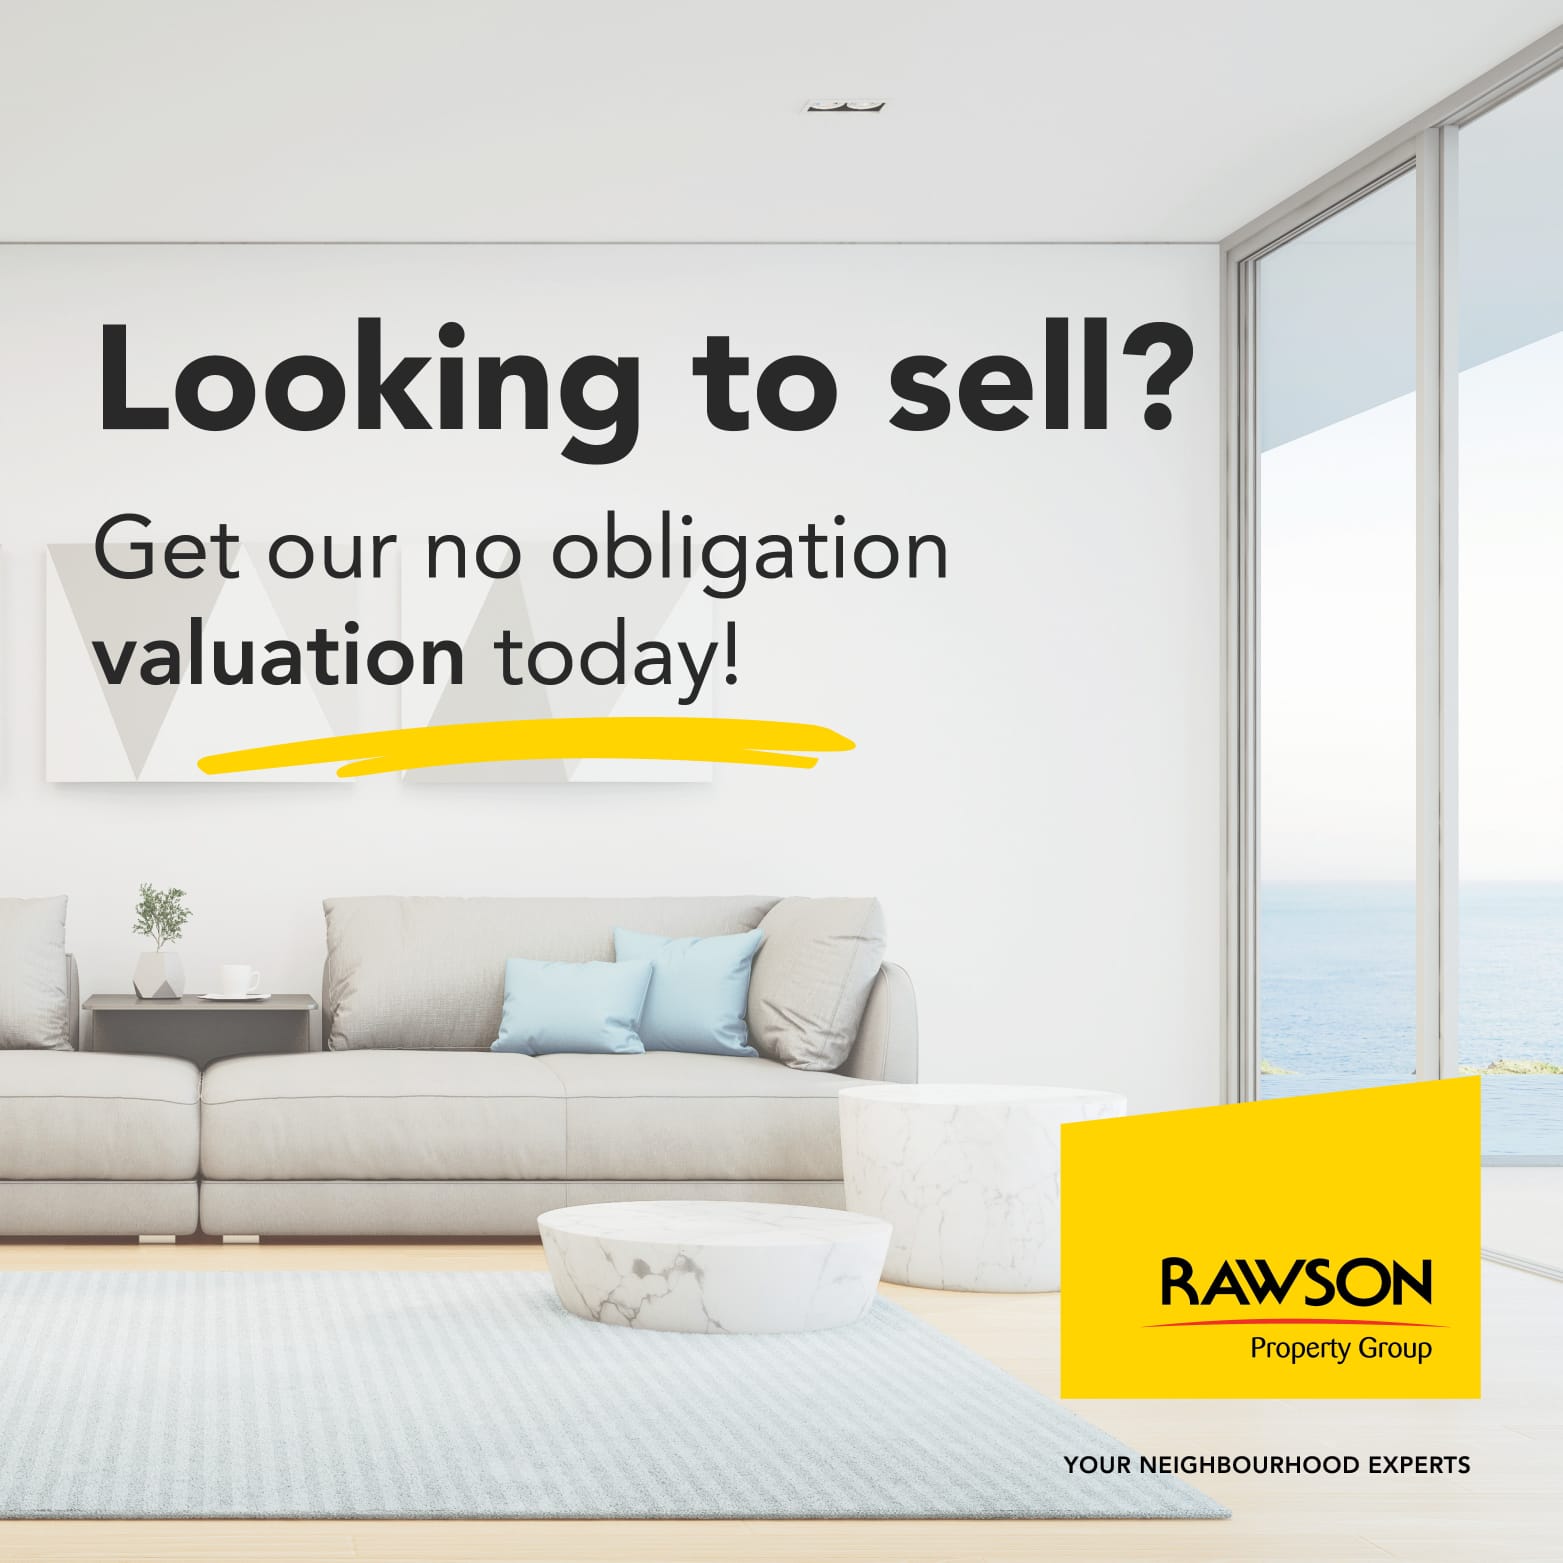 Looking to sell?
Get our no obligation
valuation today!
RAWSON
Property Group
YOUR NEIGHBOURHOOD EXPERTS